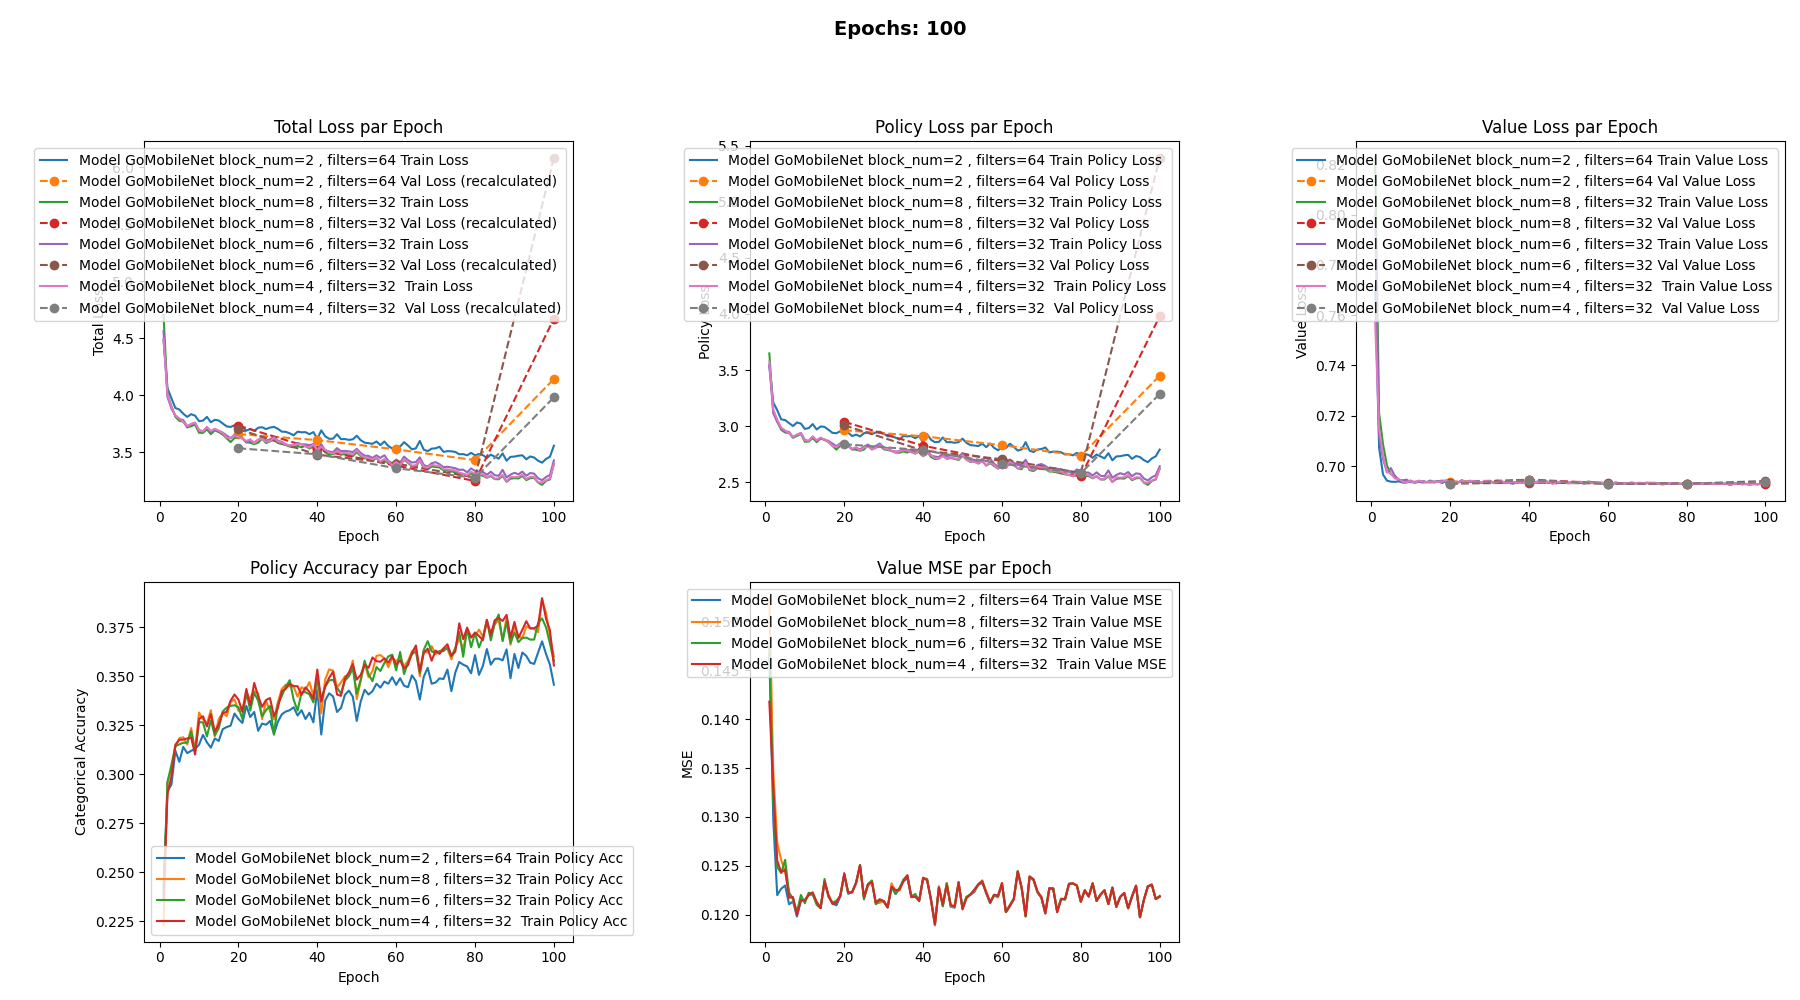 Epochs: 100
Total Loss par Epoch
Model GoMobileNet block_num=2 , filters=64 Train Loss
Model GoMobileNet block_num=2 , filters=64 Val Loss (recalculated)
Model GoMobileNet block_num=8 , filters=32 Train Loss
Model GoMobileNet block_num=8 , filters=32 Val Loss (recalculated)
Model GoMobileNet block_num=6 , filters=32 Train Loss
Model GoMobileNet block_num=6 , filters=32 Val Loss (recalculated)
Model GoMobileNet block_num=4 , filters=32  Train Loss
Model GoMobileNet block_num=4 , filters=32  Val Loss (recalculated)
Total Loss
6.0
4.5
4.0
3.5
0 20 40 60 80 100
Epoch
Policy Loss par Epoch
Model GoMobileNet block_num=2 , filters=64 Train Policy Loss
Model GoMobileNet block_num=2 , filters=64 Val Policy Loss
Model GoMobileNet block_num=8 , filters=32 Train Policy Loss
Model GoMobileNet block_num=8 , filters=32 Val Policy Loss
Model GoMobileNet block_num=6 , filters=32 Train Policy Loss
Model GoMobileNet block_num=6 , filters=32 Val Policy Loss
Model GoMobileNet block_num=4 , filters=32  Train Policy Loss
Model GoMobileNet block_num=4 , filters=32  Val Policy Loss
Policy Loss
5.5
4.5
4.0
3.5
3.0
2.5
0 20 40 60 80 100
Epoch
Value Loss par Epoch
Model GoMobileNet block_num=2 , filters=64 Train Value Loss
Model GoMobileNet block_num=2 , filters=64 Val Value Loss
Model GoMobileNet block_num=8 , filters=32 Train Value Loss
Model GoMobileNet block_num=8 , filters=32 Val Value Loss
Model GoMobileNet block_num=6 , filters=32 Train Value Loss
Model GoMobileNet block_num=6 , filters=32 Val Value Loss
Model GoMobileNet block_num=4 , filters=32  Train Value Loss
Model GoMobileNet block_num=4 , filters=32  Val Value Loss
Value Loss
0.82
0.80
0.76
0.74
0.72
0.70
0 20 40 60 80 100
Epoch
Policy Accuracy par Epoch
Categorical Accuracy
0.375
0.350
0.325
0.300
0.275
0.250
0.225
Model GoMobileNet block_num=2 , filters=64 Train Policy Acc
Model GoMobileNet block_num=8 , filters=32 Train Policy Acc
Model GoMobileNet block_num=6 , filters=32 Train Policy Acc
Model GoMobileNet block_num=4 , filters=32  Train Policy Acc
0 20 40 60 80 100
Epoch
Value MSE par Epoch
Model GoMobileNet block_num=2 , filters=64 Train Value MSE
Model GoMobileNet block_num=8 , filters=32 Train Value MSE
Model GoMobileNet block_num=6 , filters=32 Train Value MSE
Model GoMobileNet block_num=4 , filters=32  Train Value MSE
MSE
0.145
0.140
0.135
0.130
0.125
0.120
0 20 40 60 80 100
Epoch